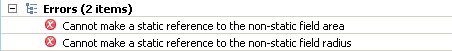 Errors (2 items)
Cannot make a static reference to the non-static field area
Cannot make a static reference to the non-static field radius